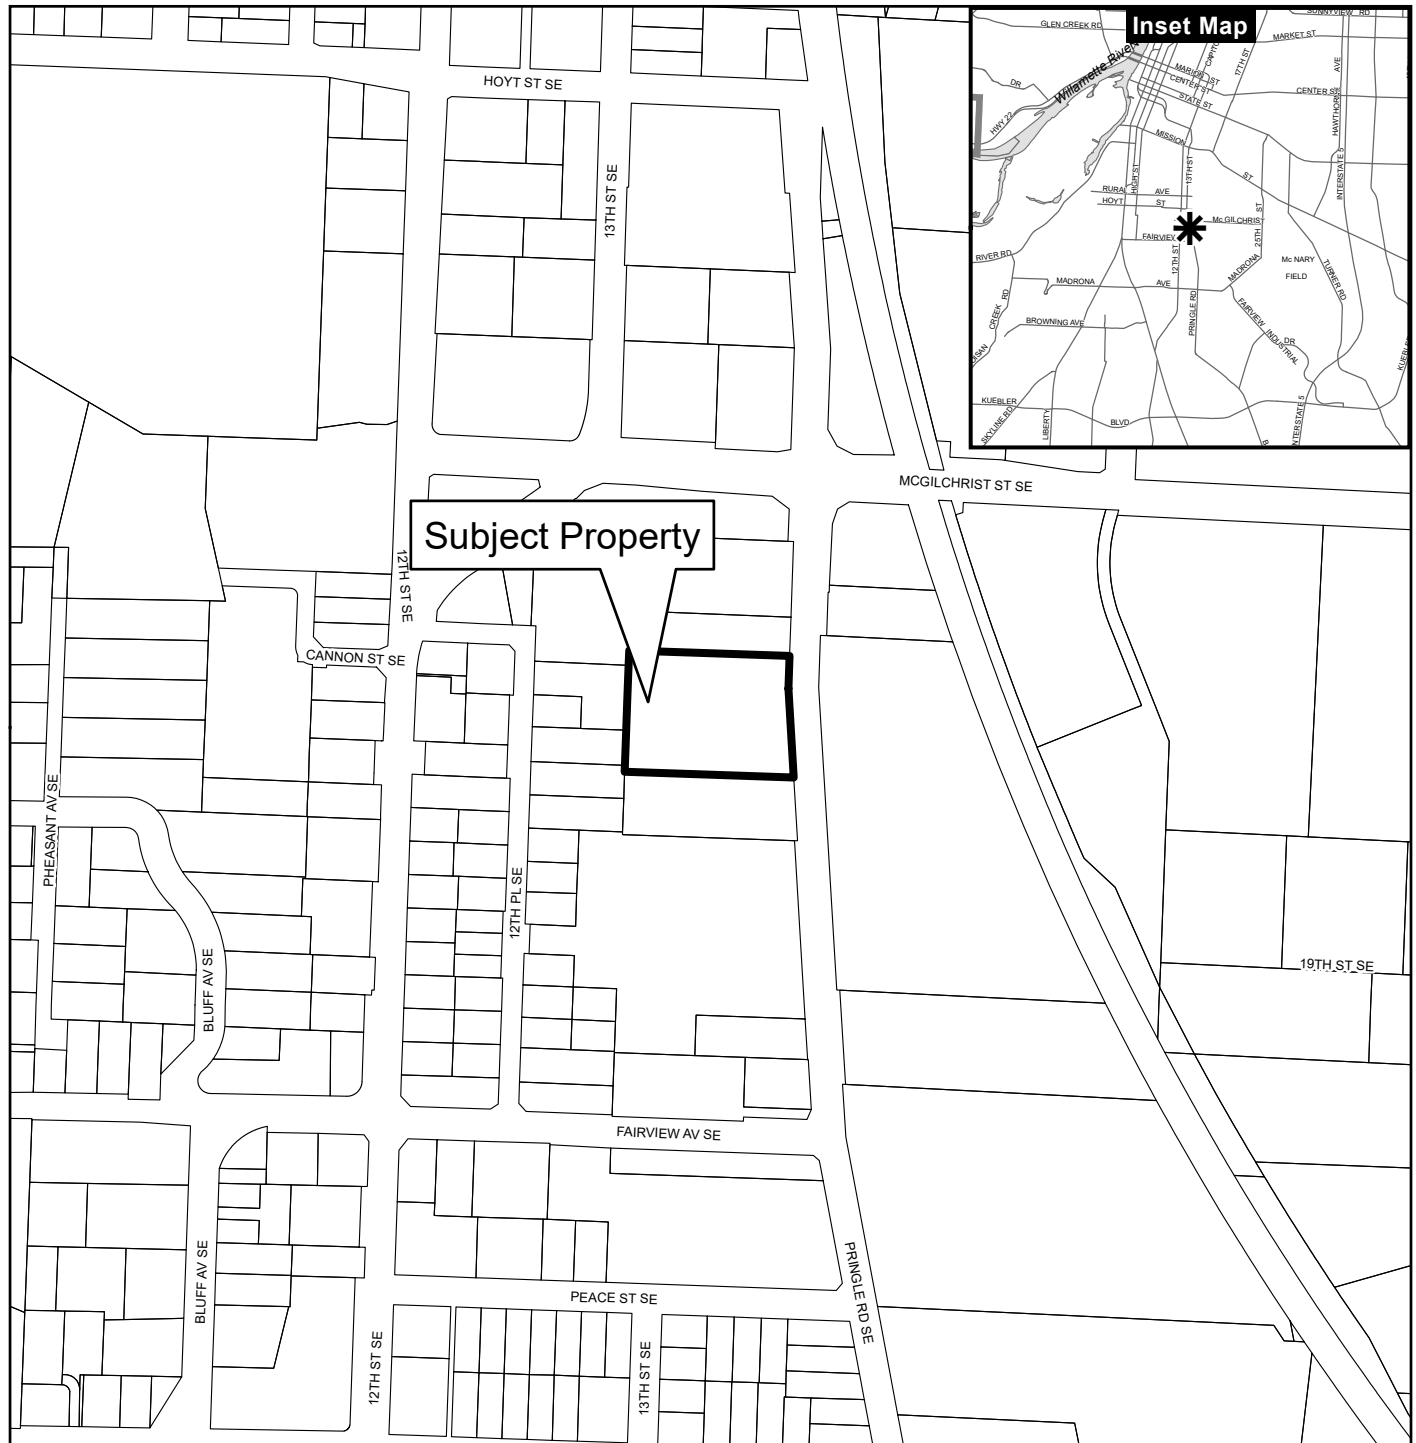 Inset Map
GLEN CREEK RD
SUNNYVIEW RD
MARKET ST
17TH ST
Willamette River
MARION ST
CENTER ST
STATE ST
CENTER ST
DR
HWY 22
MISSION
ST
AVE
HAWTHORNE
INTERSTATE 5
HIGH ST
13TH ST
RURAL AVE
HOYT ST
Mc GILCHRIST
25TH ST
FAIRVIEW
12TH ST
RIVER RD
MADRONA AVE
MADRONA
Mc NARY
FIELD
TURNER RD
CREEK RD
BROWNING AVE
PRINGLE RD
FAIRVIEW INDUSTRIAL
DR
KUEBLER
BLVD
SKYLINE RD
LIBERTY
NTERSTATE 5
HOYT ST SE
13TH ST SE
MCGILCHRIST ST SE
Subject Property
12TH ST SE
CANNON ST SE
PHEASANT AV SE
12TH PL SE
BLUFF AV SE
19TH ST SE
FAIRVIEW AV SE
BLUFF AV SE
PRINGLE RD SE
PEACE ST SE
12TH ST SE
13TH ST SE